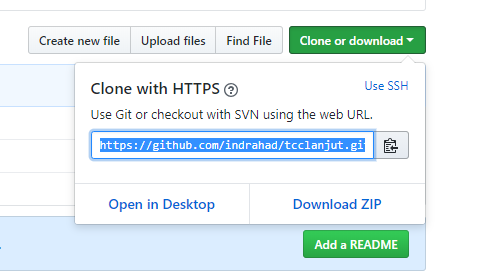 Create new file Upload files Find File Clone or download
Clone with HTTPS ?
Use SSH
Use Git or checkout with SVN using the web URL.
https://github.com/indrahad/tcclanjut.git
Open in Desktop Download ZIP
Add a README